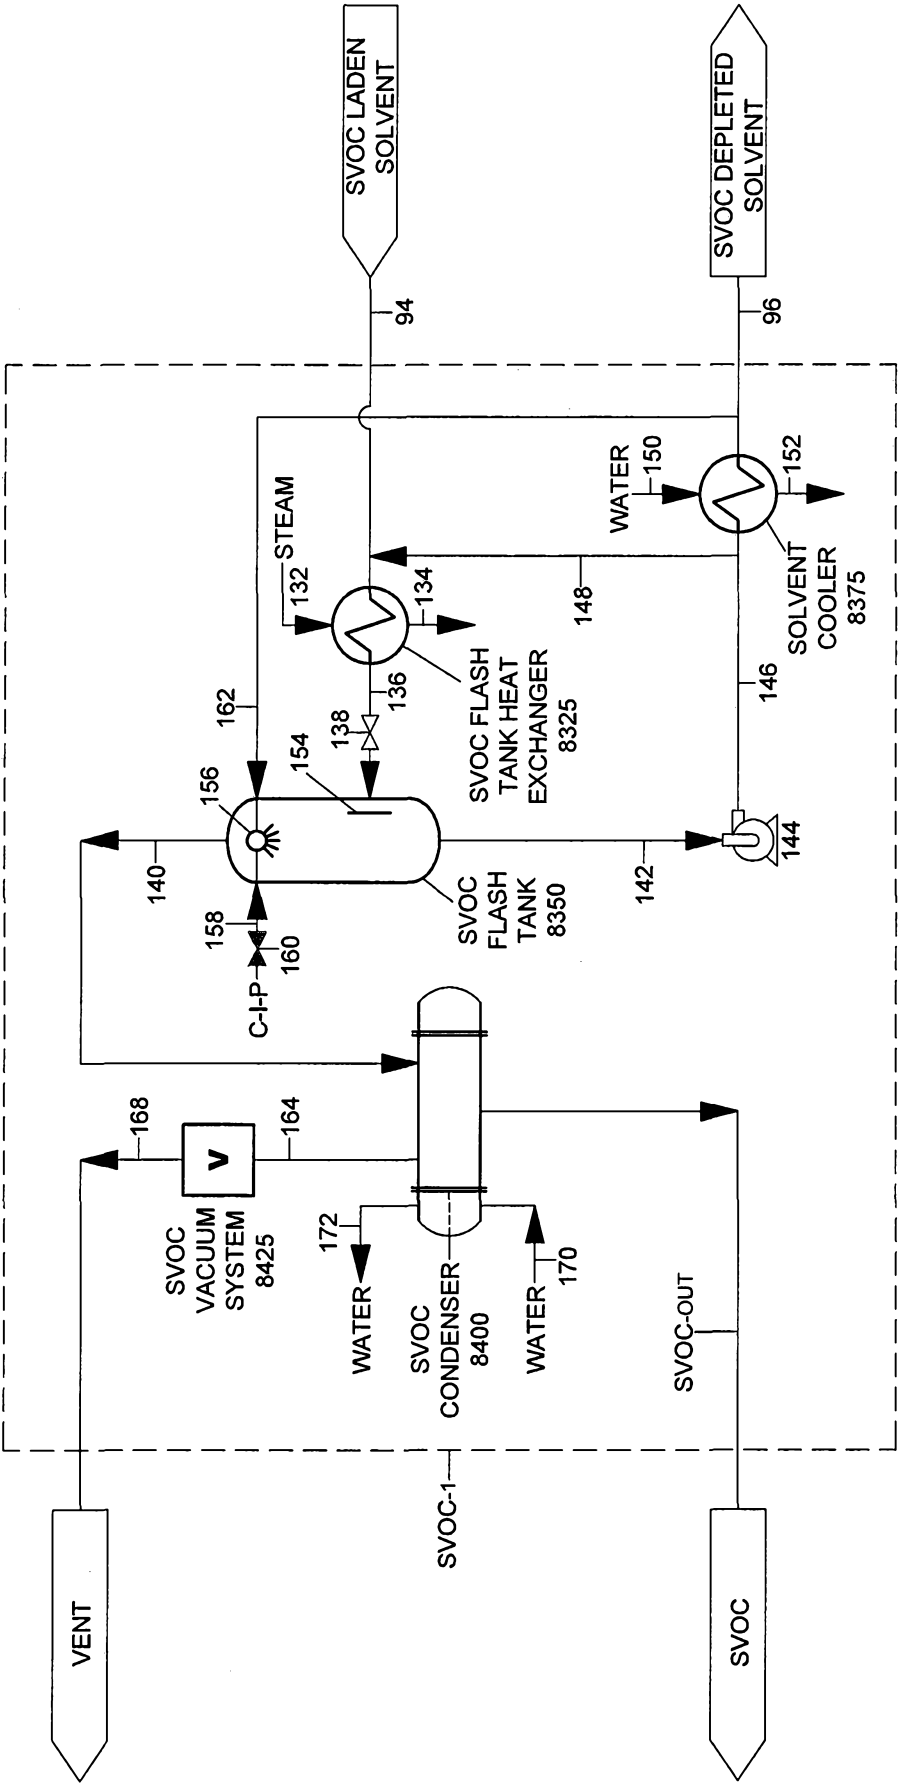 VENT
SVOC
SVOC-1
SVOC LADEN
SOLVENT
SVOC DEPLETED
SOLVENT
94
96
168
V
164
SVOC
VACUUM
SYSTEM
8425
172
WATER
SVOC
CONDENSER
8400
WATER
170
SVOC-OUT
140
C-I-P
158
160
156
162
154
SVOC
FLASH
TANK
8350
142
144
138
136
STEAM
132
134
SVOC FLASH
TANK HEAT
EXCHANGER
8325
148
146
WATER
150
152
SOLVENT
COOLER
8375